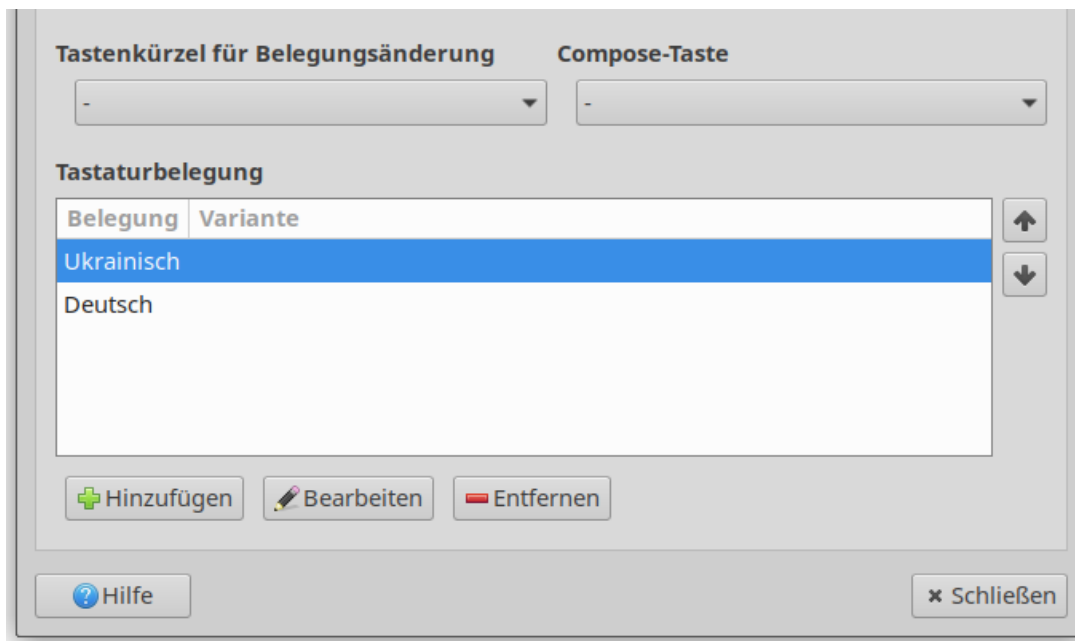 Tastenkürzel für Belegungsänderung Compose-Taste
- -
Tastaturbelegung
Belegung Variante
Ukrainisch
Deutsch
Hinzufügen Bearbeiten Entfernen
Hilfe Schließen